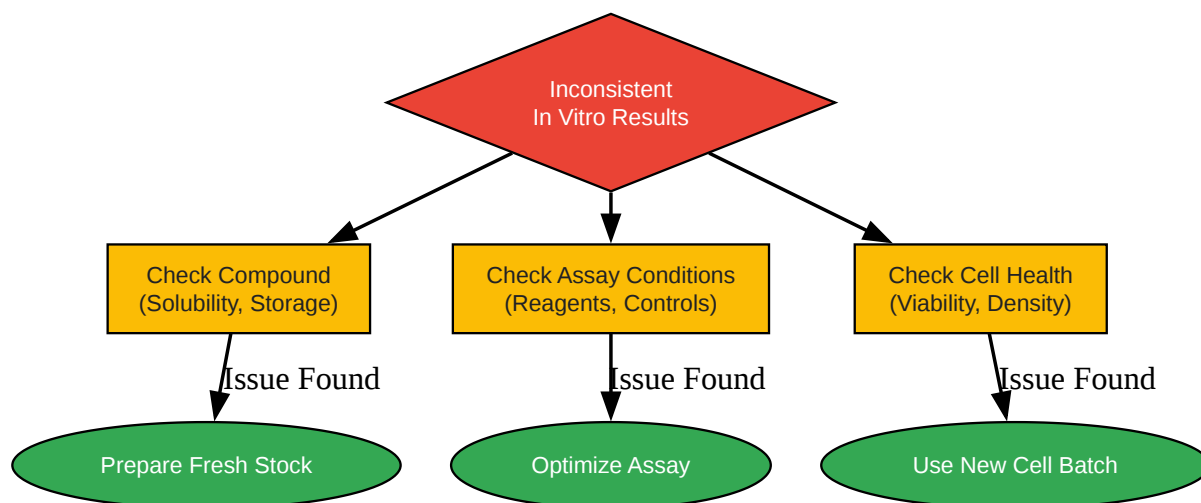 Inconsistent
In Vitro Results
Check Compound
(Solubility, Storage)
Check Assay Conditions
(Reagents, Controls)
Check Cell Health
(Viability, Density)
Issue Found
Issue Found
Issue Found
Prepare Fresh Stock
Optimize Assay
Use New Cell Batch